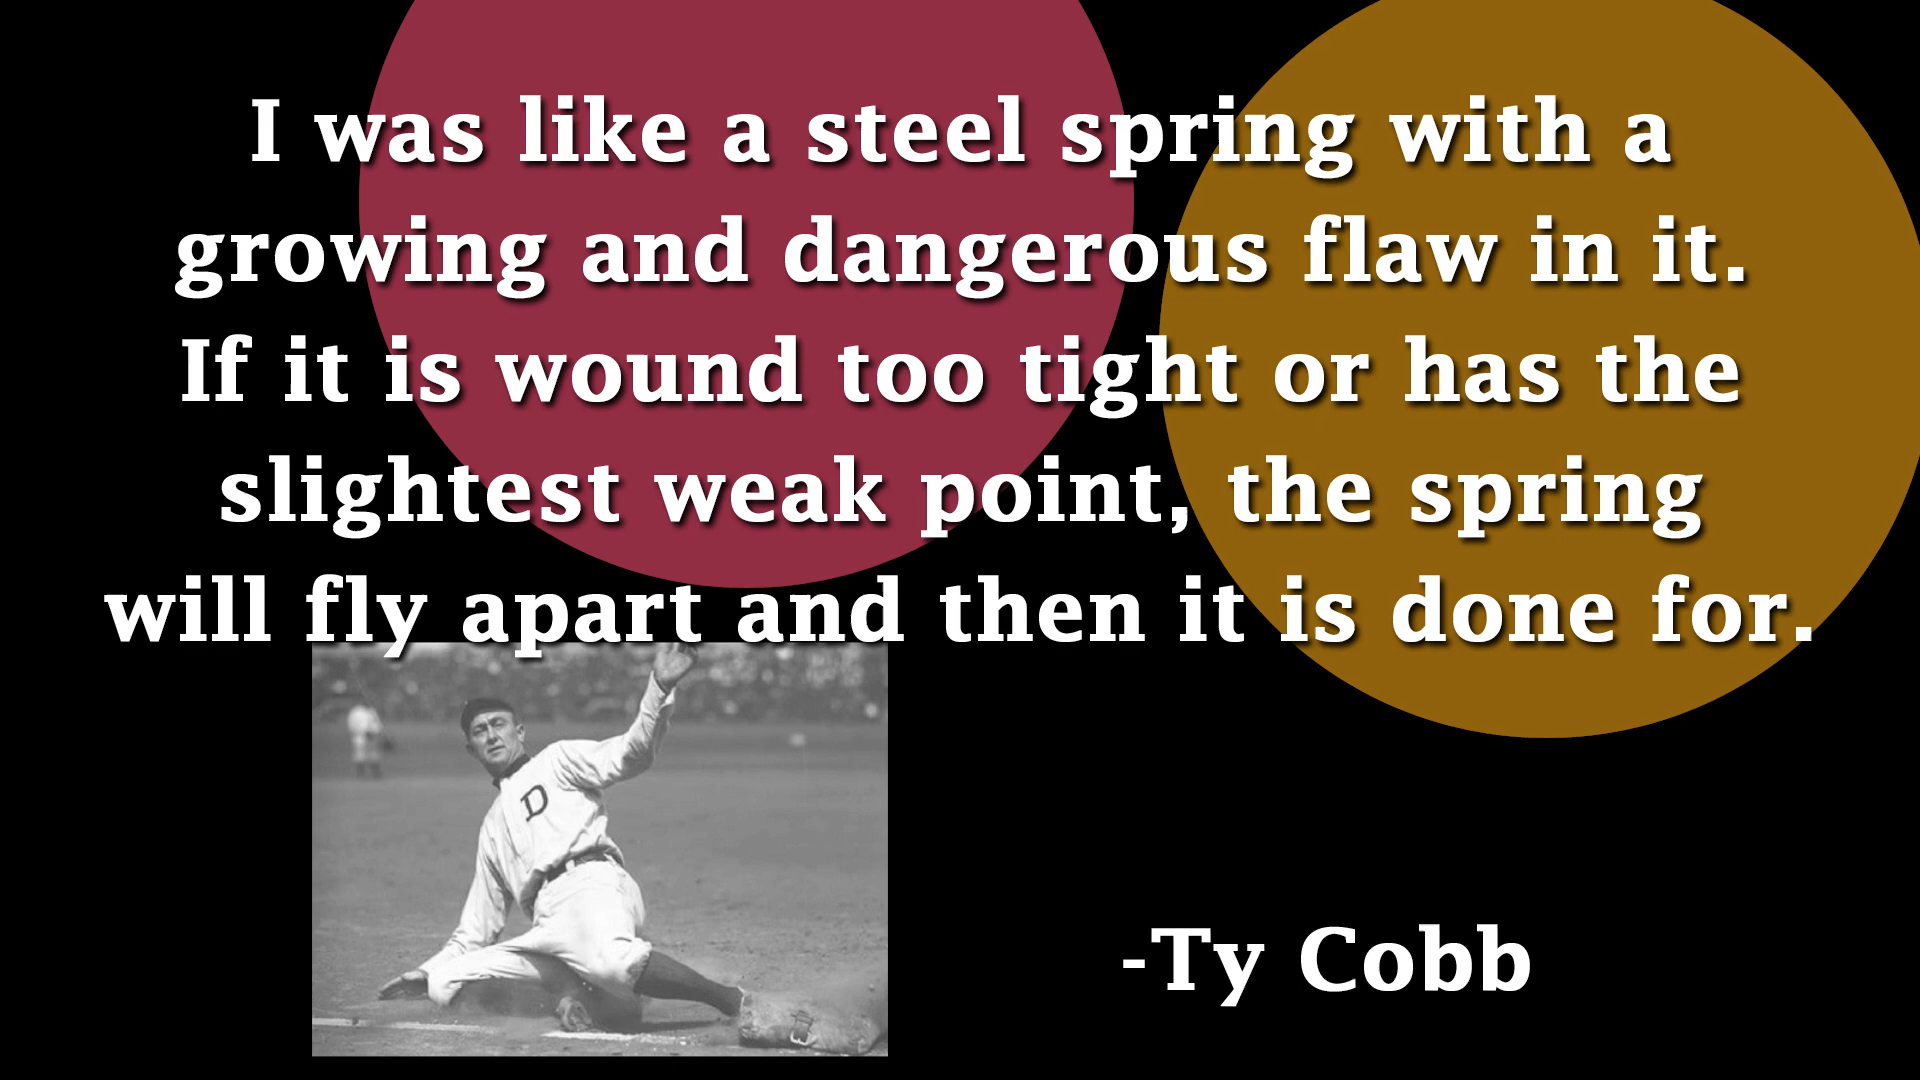 I was like a steel spring with a
growing and dangerous flaw in it.
If it is wound too tight or has the
slightest weak point, the spring
will fly apart and then it is done for.
D
-Ty Cobb